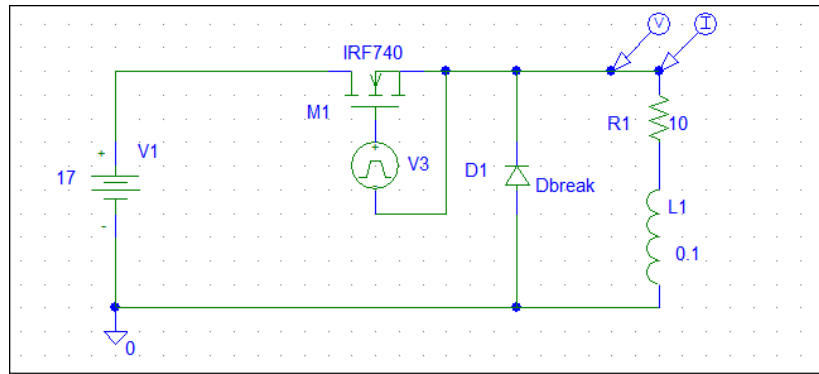 IRF740
V
I
M1
R1
10
+
V1
+
V3
D1
17
Dbreak
L1
-
-
0.1
0